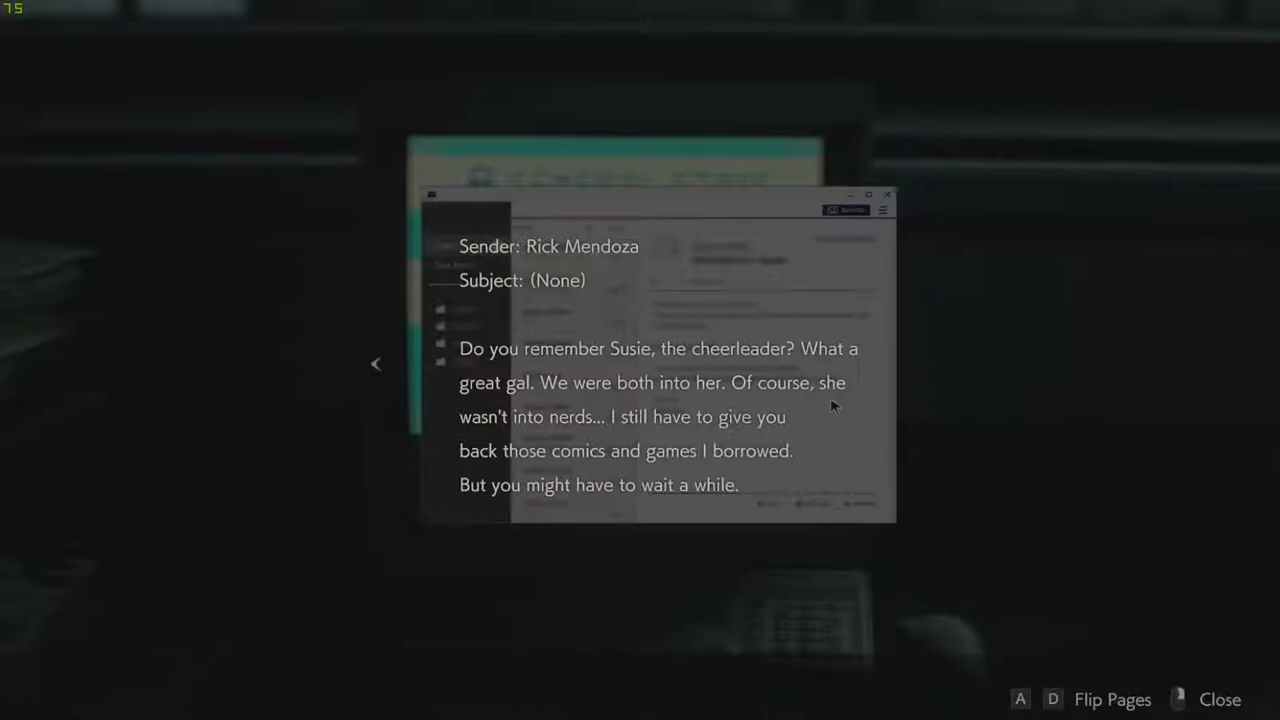 75
Sender: Rick Mendoza
Subject: (None)
Do you remember Susie, the cheerleader? What a
great gal. We were both into her. Of course, she
wasn't into nerds... I still have to give you
back those comics and games I borrowed.
But you might have to wait a while.
A D Flip Pages Close